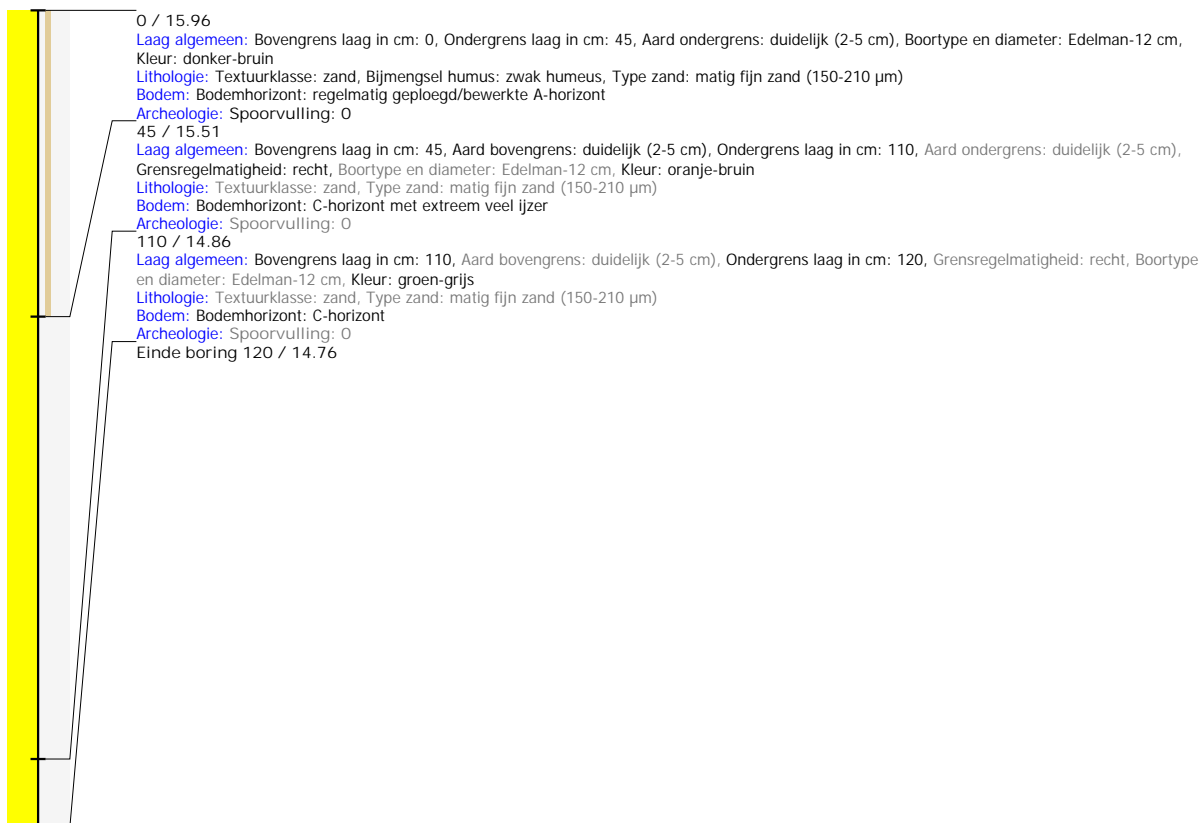 0 / 15.96
Laag algemeen: Bovengrens laag in cm: 0, Ondergrens laag in cm: 45, Aard ondergrens: duidelijk (2-5 cm), Boortype en diameter: Edelman-12 cm,
Kleur: donker-bruin
Lithologie: Textuurklasse: zand, Bijmengsel humus: zwak humeus, Type zand: matig fijn zand (150-210 µm)
Bodem: Bodemhorizont: regelmatig geploegd/bewerkte A-horizont
Archeologie: Spoorvulling: 0
45 / 15.51
Laag algemeen: Bovengrens laag in cm: 45, Aard bovengrens: duidelijk (2-5 cm), Ondergrens laag in cm: 110, Aard ondergrens: duidelijk (2-5 cm),
Grensregelmatigheid: recht, Boortype en diameter: Edelman-12 cm, Kleur: oranje-bruin
Lithologie: Textuurklasse: zand, Type zand: matig fijn zand (150-210 µm)
Bodem: Bodemhorizont: C-horizont met extreem veel ijzer
Archeologie: Spoorvulling: 0
110 / 14.86
Laag algemeen: Bovengrens laag in cm: 110, Aard bovengrens: duidelijk (2-5 cm), Ondergrens laag in cm: 120, Grensregelmatigheid: recht, Boortype
en diameter: Edelman-12 cm, Kleur: groen-grijs
Lithologie: Textuurklasse: zand, Type zand: matig fijn zand (150-210 µm)
Bodem: Bodemhorizont: C-horizont
Archeologie: Spoorvulling: 0
Einde boring 120 / 14.76